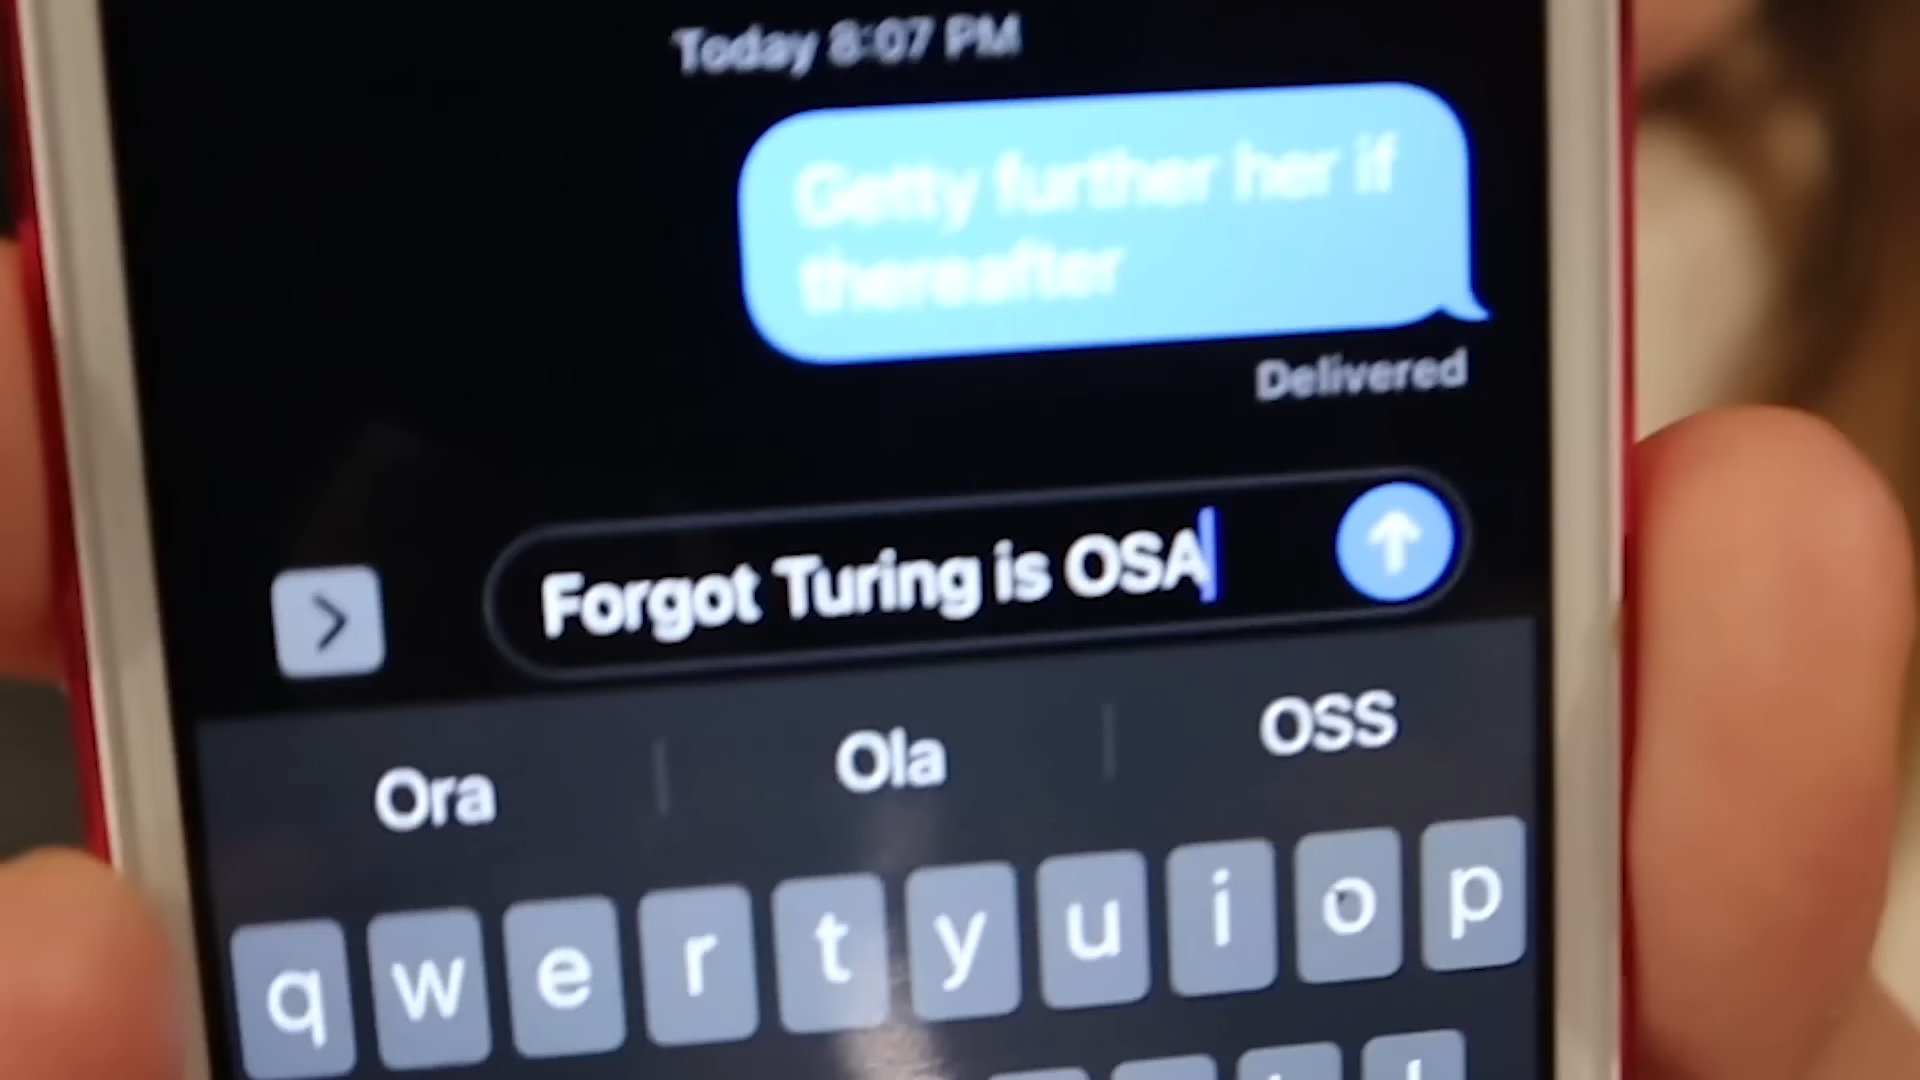 Today 8:07 PM
Getty further her if
thereafter
Delivered
>
Forgot Turing is OSA
Ora Ola OSS
q w e r t y u i o p